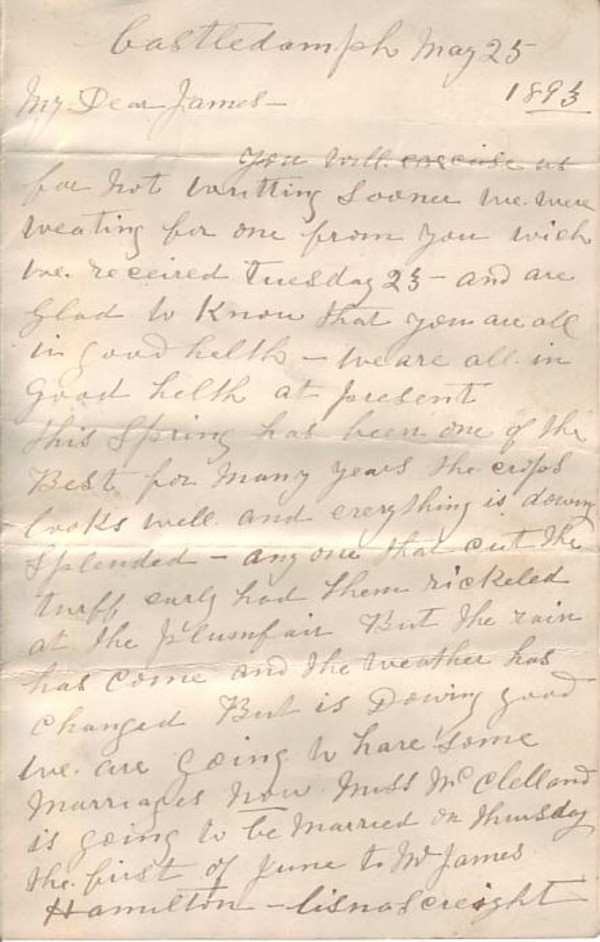 Castledamph May 25
1893
My Dear James —
You will excuse us
for not writting sooner we were
weating for one from you wich
we received Tuesday 23 — and are
Glad to Know that you are all
in good helth — we are all in
Good helth at present
this Spring has been one of the
Best for many years the crops
looks well and erything is dowing
Splended — any one that cut the
turff early had them rickeled
at the Plumfair But the rain
has come and the weather has
changed But is Dowing good
we are going to have some
Marriages now Miss McClelland
is going to be Married on Thursday
the first of June to Mr James
Hamilton — Lisnascreight